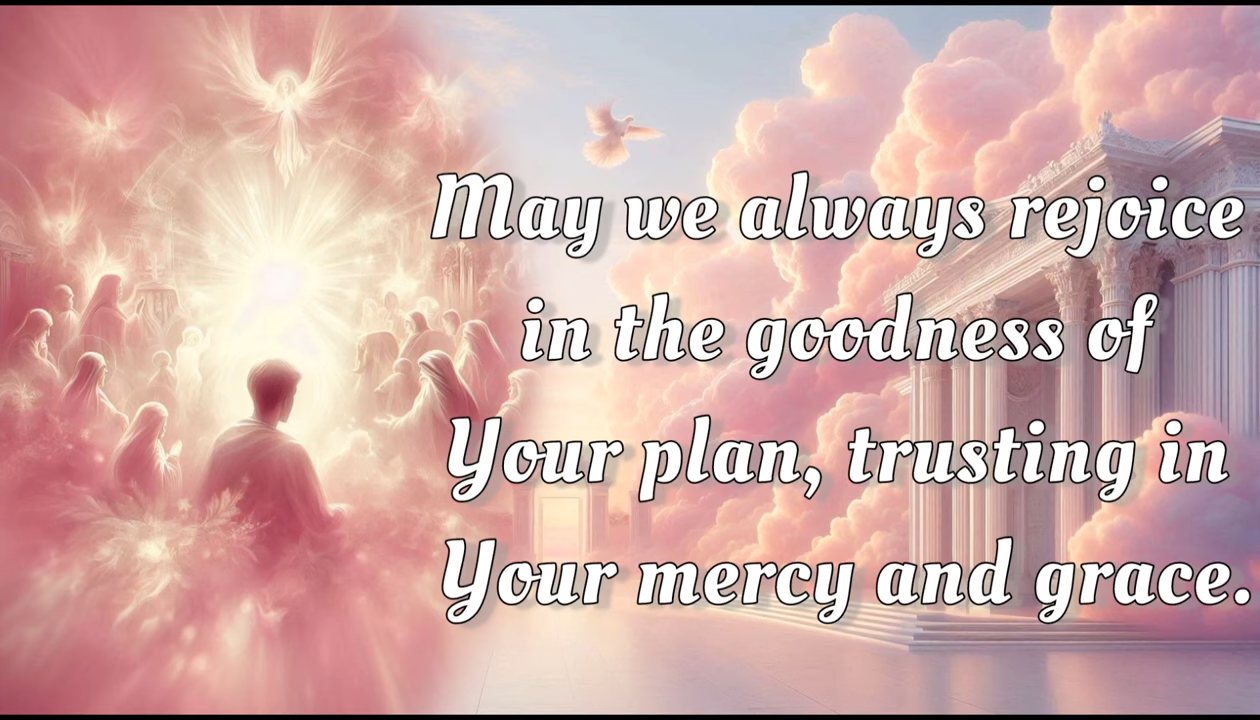 May we always rejoice
in the goodness of
Your plan, trusting in
Your mercy and grace.